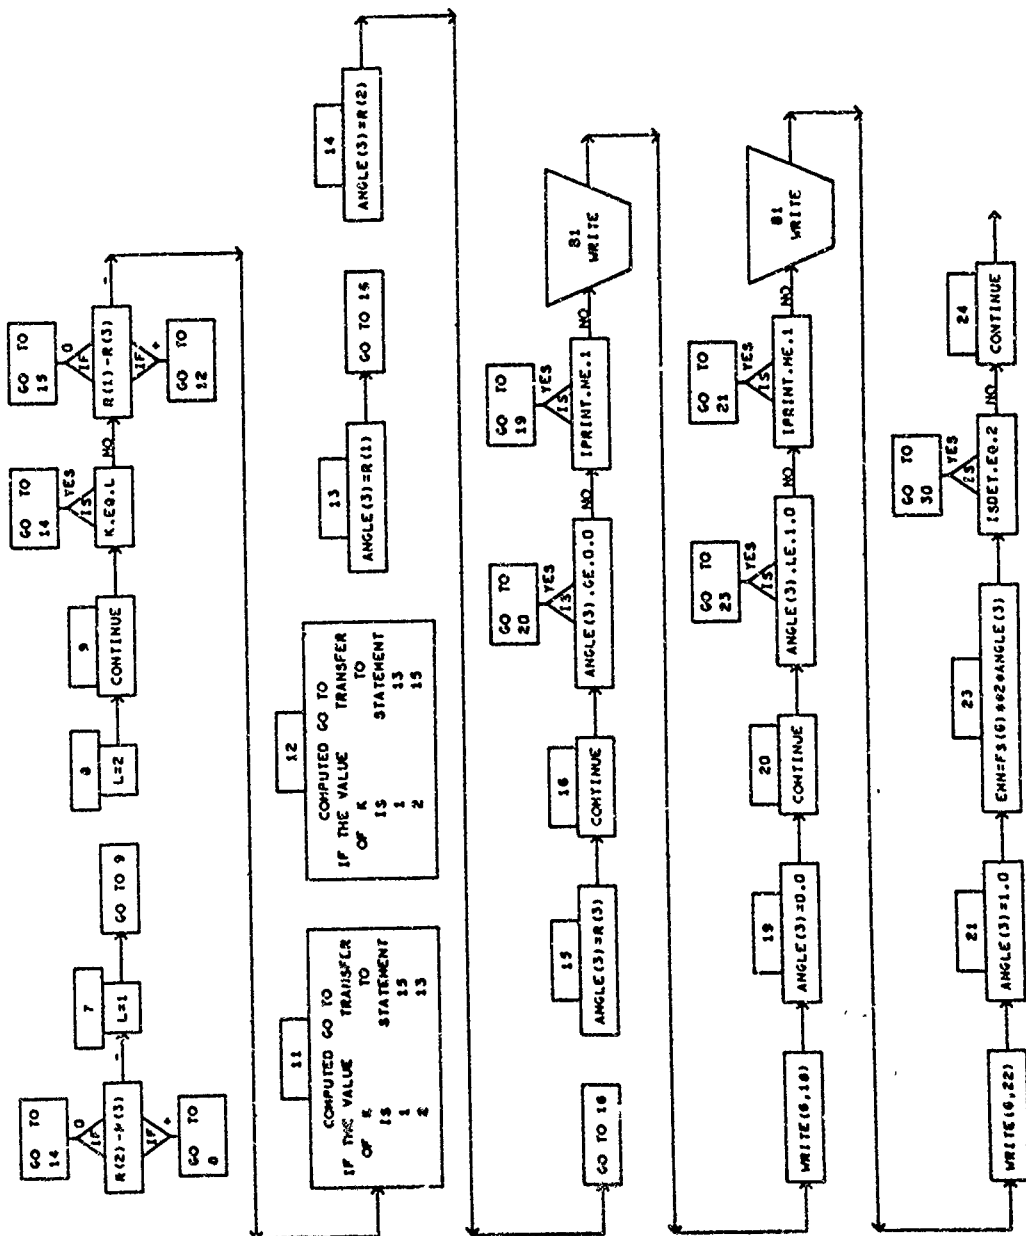 GO TO
14
0
IF
R(2)-R(3)
IF
+
GO TO
8
-
7
L=1
GO TO 9
8
L=2
9
CONTINUE
GO TO
14
YES
IS
K.EQ.L
NO
GO TO
15
0
IF
R(1)-R(3)
IF
+
GO TO
12
-
11
COMPUTED GO TO
IF THE VALUE TRANSFER
OF K TO
IS STATEMENT
1 15
2 13
12
COMPUTED GO TO
IF THE VALUE TRANSFER
OF K TO
IS STATEMENT
1 13
2 15
13
ANGLE(3)=R(1)
GO TO 16
14
ANGLE(3)=R(2)
GO TO 16
15
ANGLE(3)=R(3)
16
CONTINUE
GO TO
20
YES
IS
ANGLE(3).GE.0.0
NO
GO TO
19
YES
IS
IPRINT.NE.1
NO
81
WRITE
WRITE(6,18)
19
ANGLE(3)=0.0
20
CONTINUE
GO TO
23
YES
IS
ANGLE(3).LE.1.0
NO
GO TO
21
YES
IS
IPRINT.NE.1
NO
81
WRITE
WRITE(6,22)
21
ANGLE(3)=1.0
23
ENN=FS(6)**2*ANGLE(3)
GO TO
30
YES
IS
ISDET.EQ.2
NO
24
CONTINUE